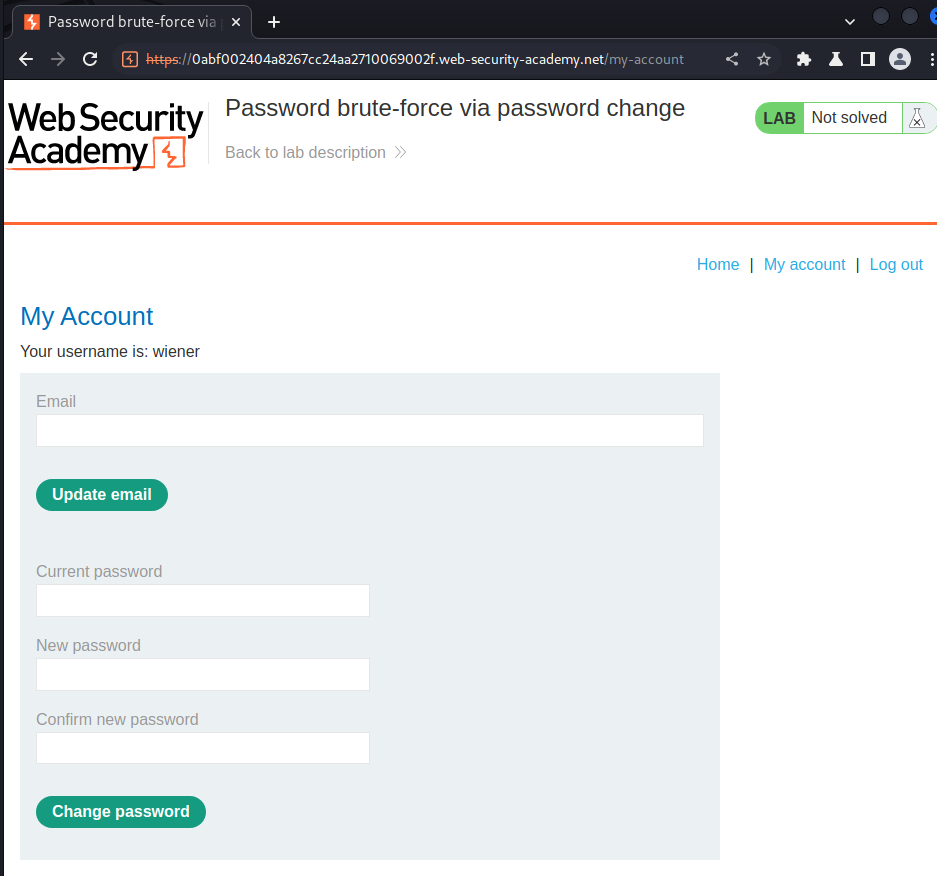 Password brute-force via
https://0abf002404a8267cc24aa2710069002f.web-security-academy.net/my-account
Web Security
Academy
Password brute-force via password change
Back to lab description
LAB Not solved
Home | My account | Log out
My Account
Your username is: wiener
Email
Update email
Current password
New password
Confirm new password
Change password